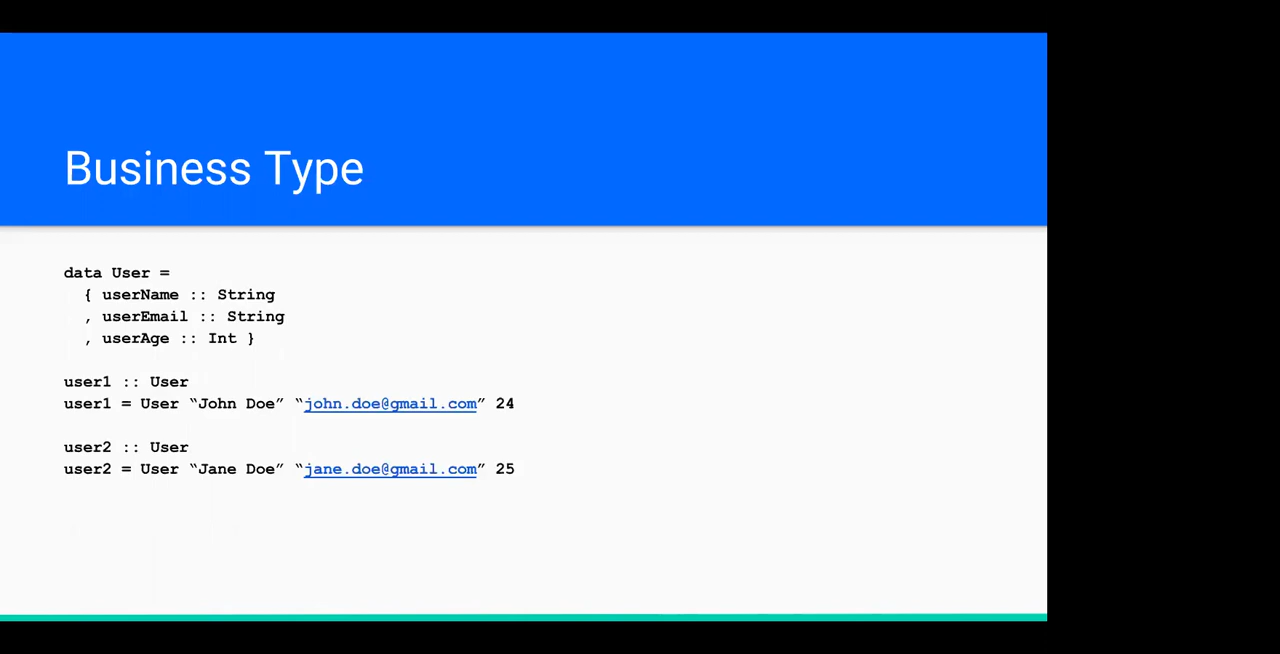 Business Type
data User =
{ userName :: String
, userEmail :: String
, userAge :: Int }
user1 :: User
user1 = User “John Doe” “john.doe@gmail.com” 24
user2 :: User
user2 = User “Jane Doe” “jane.doe@gmail.com” 25